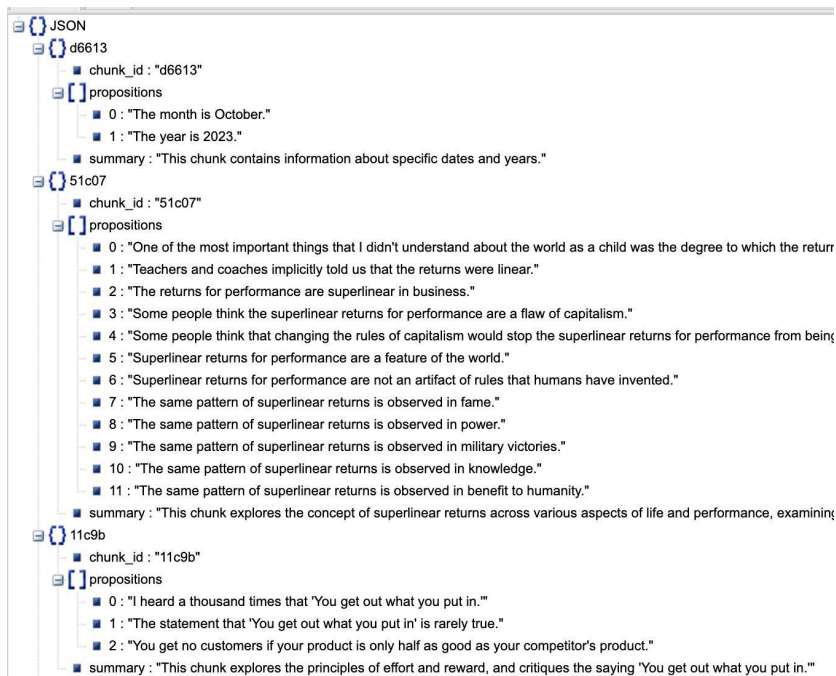 JSON
d6613
chunk_id : "d6613"
propositions
0 : "The month is October."
1 : "The year is 2023."
summary : "This chunk contains information about specific dates and years."
51c07
chunk_id : "51c07"
propositions
0 : "One of the most important things that I didn't understand about the world as a child was the degree to which the return
1 : "Teachers and coaches implicitly told us that the returns were linear."
2 : "The returns for performance are superlinear in business."
3 : "Some people think the superlinear returns for performance are a flaw of capitalism."
4 : "Some people think that changing the rules of capitalism would stop the superlinear returns for performance from being
5 : "Superlinear returns for performance are a feature of the world."
6 : "Superlinear returns for performance are not an artifact of rules that humans have invented."
7 : "The same pattern of superlinear returns is observed in fame."
8 : "The same pattern of superlinear returns is observed in power."
9 : "The same pattern of superlinear returns is observed in military victories."
10 : "The same pattern of superlinear returns is observed in knowledge."
11 : "The same pattern of superlinear returns is observed in benefit to humanity."
summary : "This chunk explores the concept of superlinear returns across various aspects of life and performance, examining
11c9b
chunk_id : "11c9b"
propositions
0 : "I heard a thousand times that 'You get out what you put in.'"
1 : "The statement that 'You get out what you put in' is rarely true."
2 : "You get no customers if your product is only half as good as your competitor's product."
summary : "This chunk explores the principles of effort and reward, and critiques the saying 'You get out what you put in.'"